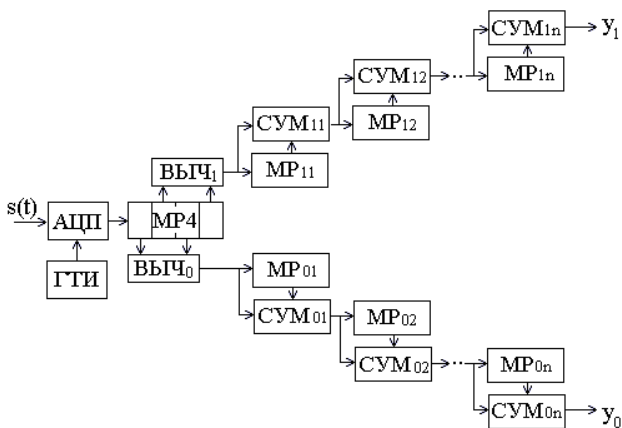 СУМ1n
y1
МР1n
СУМ12
МР12
СУМ11
МР11
ВЫЧ1
s(t)
АЦП
МР4
ГТИ
ВЫЧ0
МР01
СУМ01
МР02
СУМ02
МР0n
СУМ0n
y0